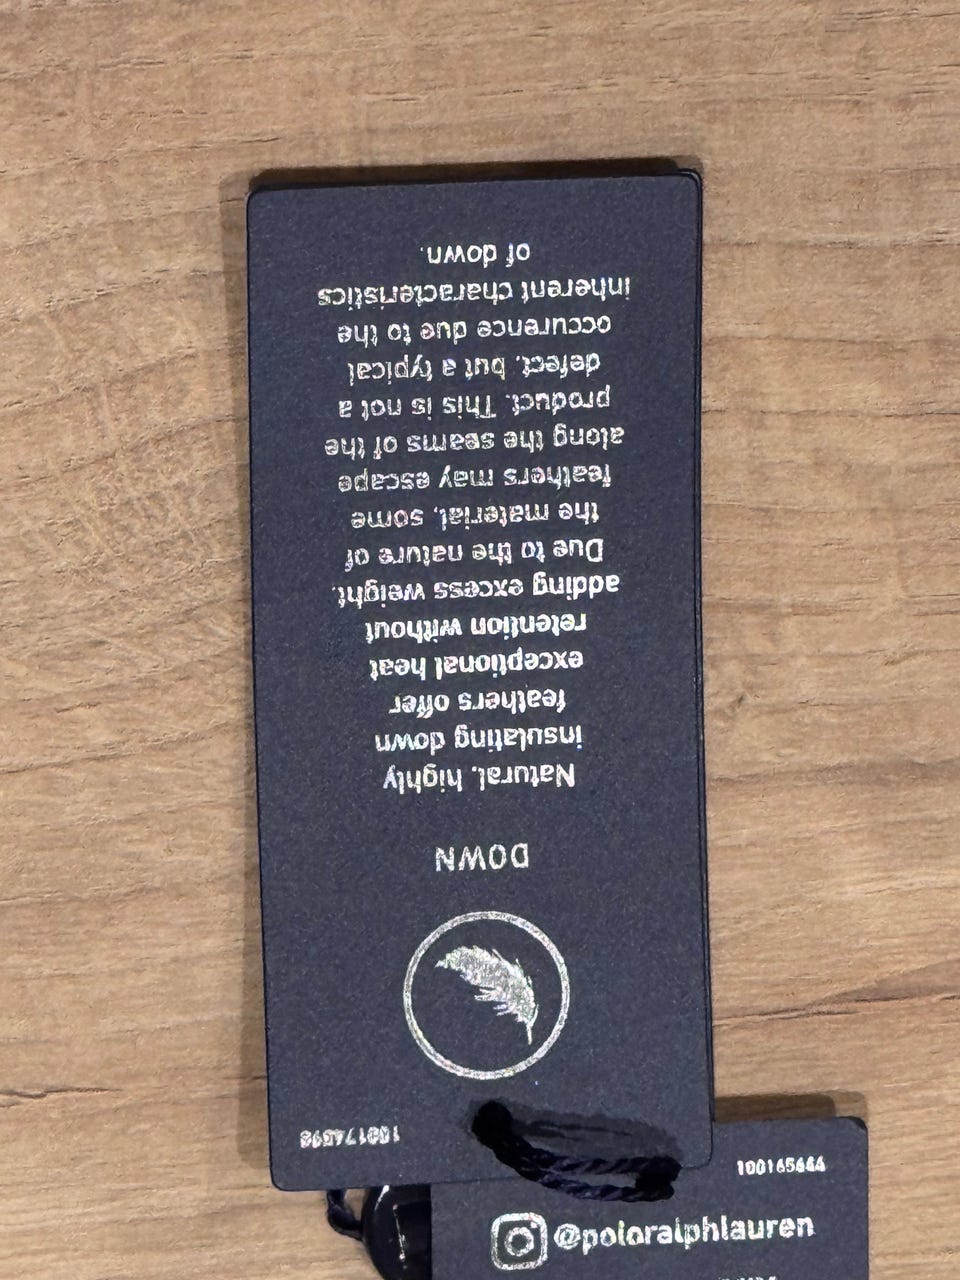 100174598
DOWN
Natural, highly
insulating down
feathers offer
exceptional heat
retention without
adding excess weight.
Due to the nature of
the material, some
feathers may escape
along the seams of the
product. This is not a
defect, but a typical
occurence due to the
inherent characteristics
of down.
100165444
@poloralphlauren